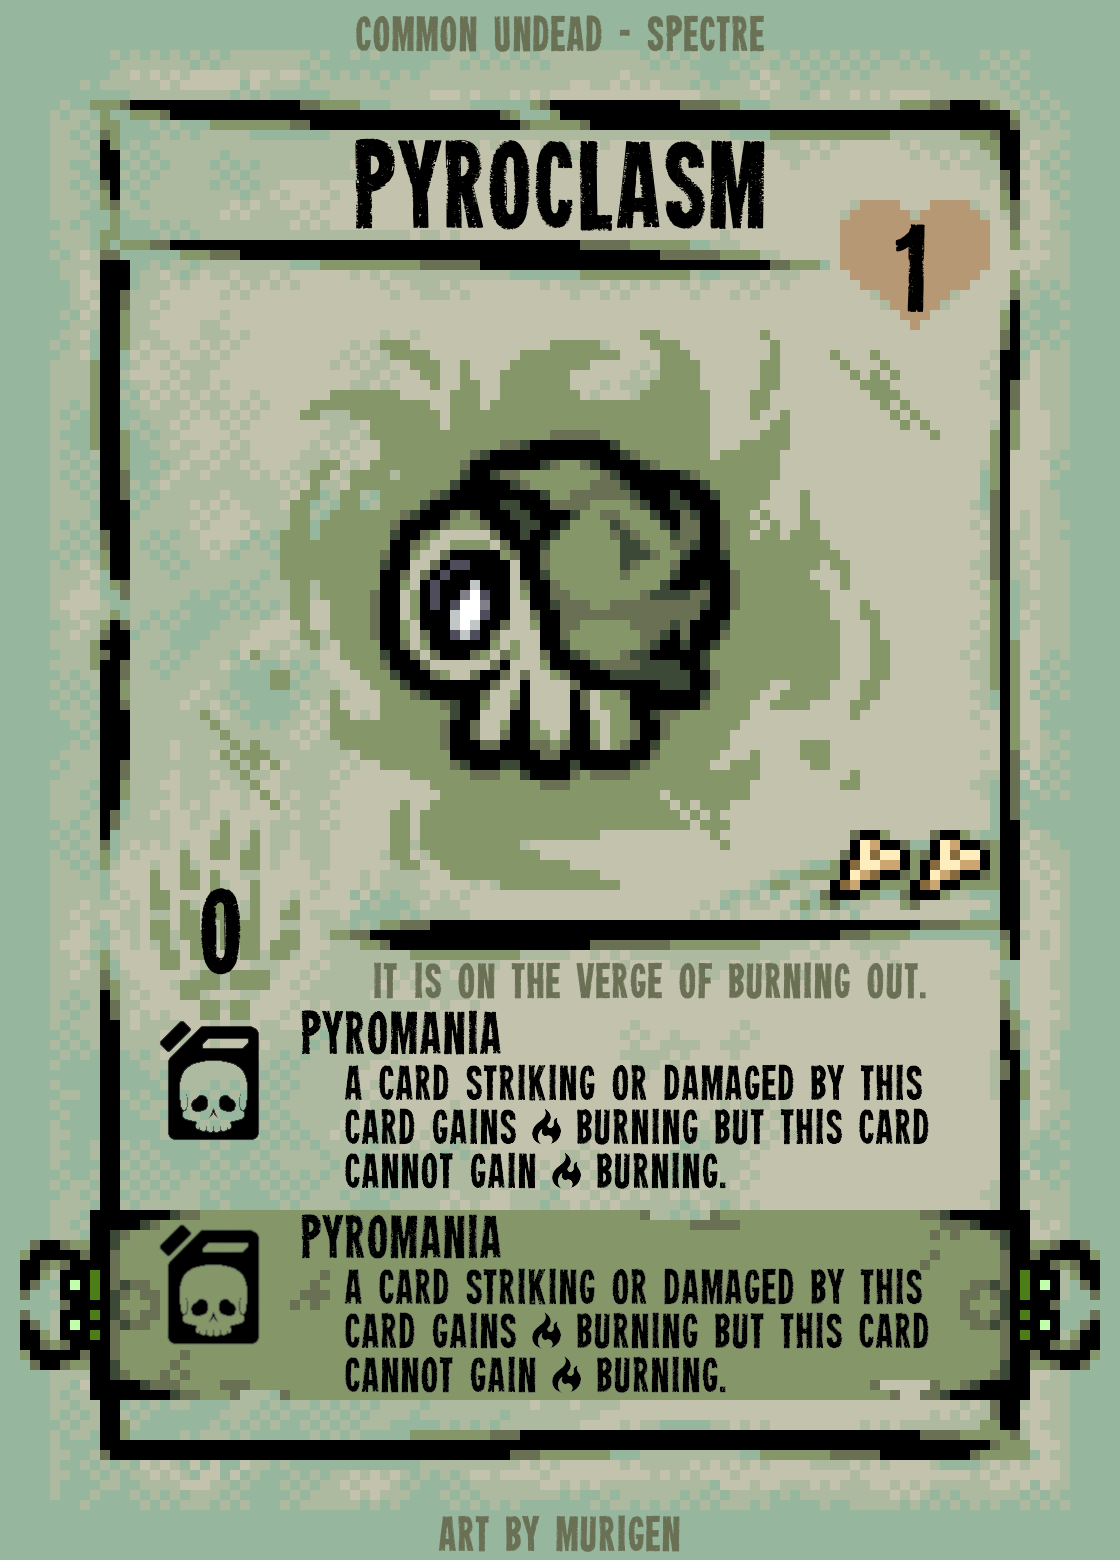 COMMON UNDEAD - SPECTRE
PYROCLASM
1
0
IT IS ON THE VERGE OF BURNING OUT.
PYROMANIA
A CARD STRIKING OR DAMAGED BY THIS
CARD GAINS BURNING BUT THIS CARD
CANNOT GAIN BURNING.
PYROMANIA
A CARD STRIKING OR DAMAGED BY THIS
CARD GAINS BURNING BUT THIS CARD
CANNOT GAIN BURNING.
ART BY MURIGEN